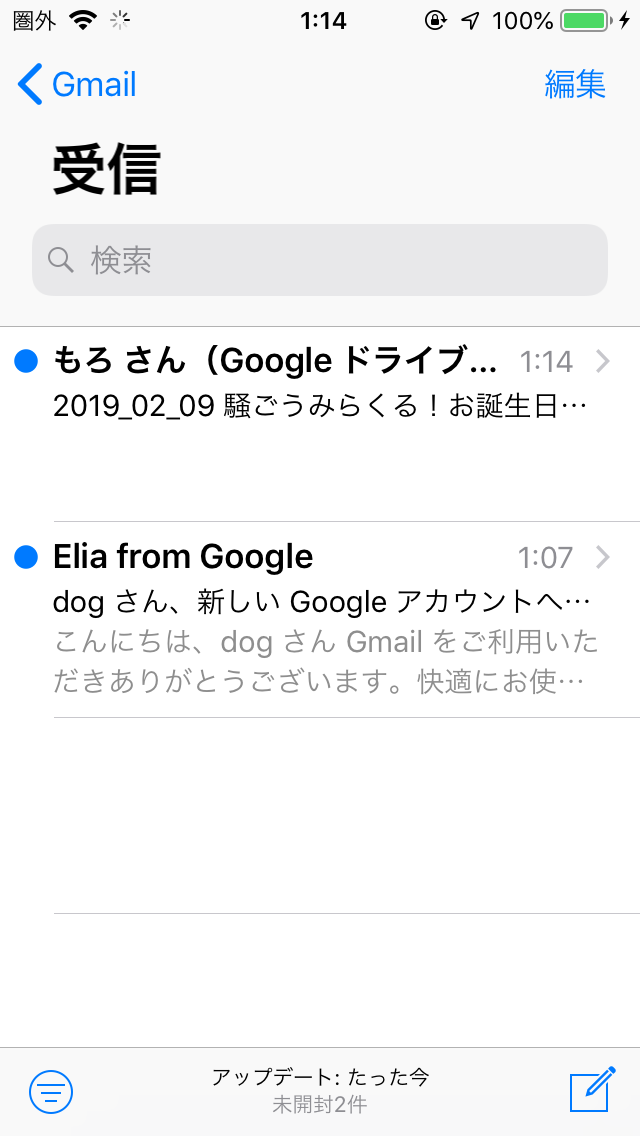 圏外 1:14 100%
Gmail 編集
受信
検索
もろ さん（Google ドライブ... 1:14
2019_02_09 騒ごうみらくる！お誕生日…
Elia from Google 1:07
dog さん、新しい Google アカウントへ…
こんにちは、dog さん Gmail をご利用いた
だきありがとうございます。快適にお使…
アップデート: たった今
未開封2件